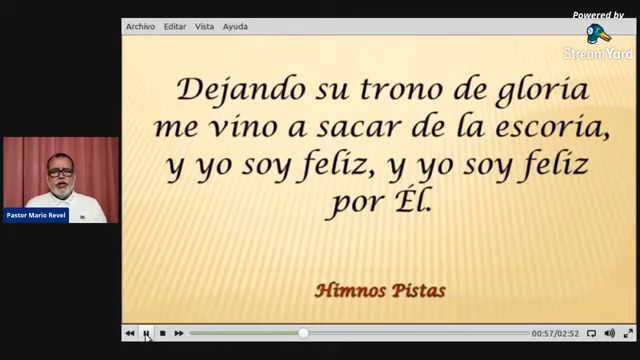 Powered by
StreamYard
Archivo Editar Vista Ayuda
Dejando su trono de gloria
me vino a sacar de la escoria,
y yo soy feliz, y yo soy feliz
por Él.
Pastor Mario Revel
Himnos Pistas
00:57/02:52